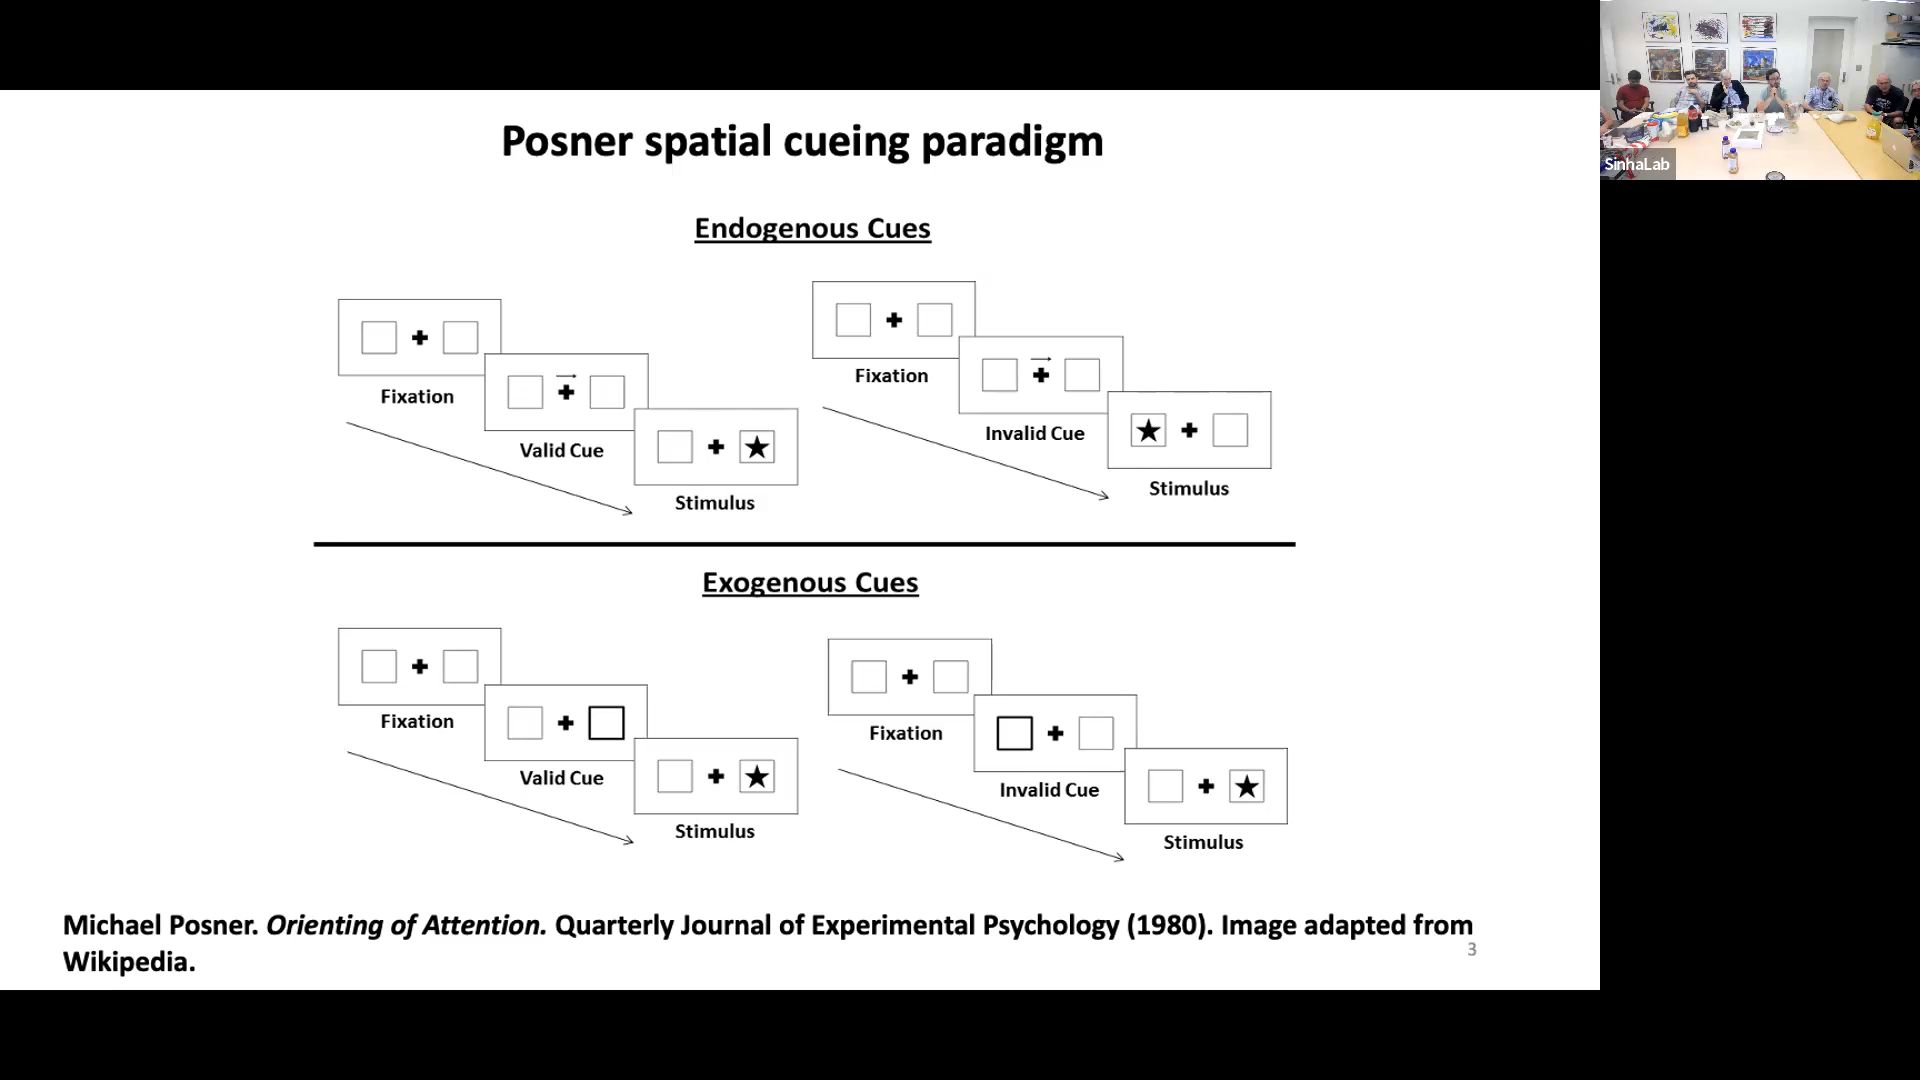 Posner spatial cueing paradigm
SinhaLab
Endogenous Cues
Fixation
Valid Cue
Stimulus
Fixation
Invalid Cue
Stimulus
Exogenous Cues
Fixation
Valid Cue
Stimulus
Fixation
Invalid Cue
Stimulus
Michael Posner. Orienting of Attention. Quarterly Journal of Experimental Psychology (1980). Image adapted from
Wikipedia.
3